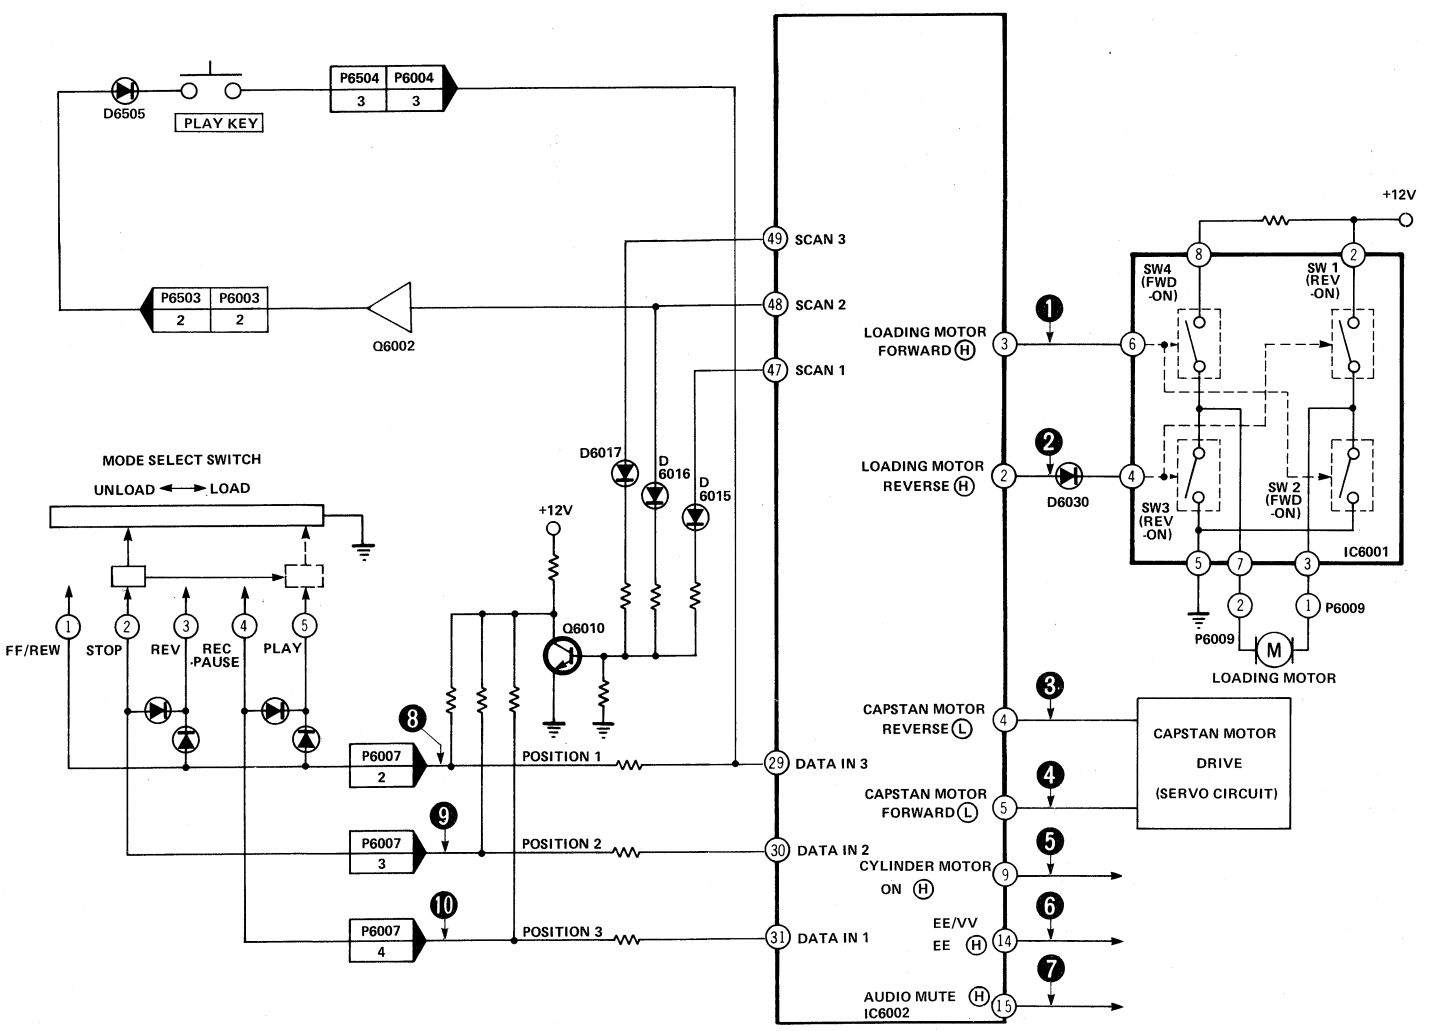 P6504 P6004
3 3
D6505
PLAY KEY
+12V
49 SCAN 3
8
2
SW4
(FWD
-ON)
SW 1
(REV
-ON)
P6503 P6003
2 2
48 SCAN 2
1
Q6002
LOADING MOTOR
FORWARD H
3
6
47 SCAN 1
MODE SELECT SWITCH
UNLOAD LOAD
D6017
D
6016
D
6015
2
LOADING MOTOR
REVERSE H
2
4
D6030
SW 2
(FWD
-ON)
SW3
(REV
-ON)
+12V
IC6001
5
7
3
2
1
P6009
P6009
M
LOADING MOTOR
1
2
3
4
5
FF/REW
STOP
REV
REC
-PAUSE
PLAY
Q6010
3
CAPSTAN MOTOR
REVERSE L
4
8
CAPSTAN MOTOR
DRIVE
(SERVO CIRCUIT)
P6007
2
POSITION 1
29 DATA IN 3
4
CAPSTAN MOTOR
FORWARD L
5
9
P6007
3
POSITION 2
30 DATA IN 2
5
CYLINDER MOTOR
ON H
9
10
P6007
4
POSITION 3
31 DATA IN 1
6
EE/VV
EE H
14
7
AUDIO MUTE H
15
IC6002